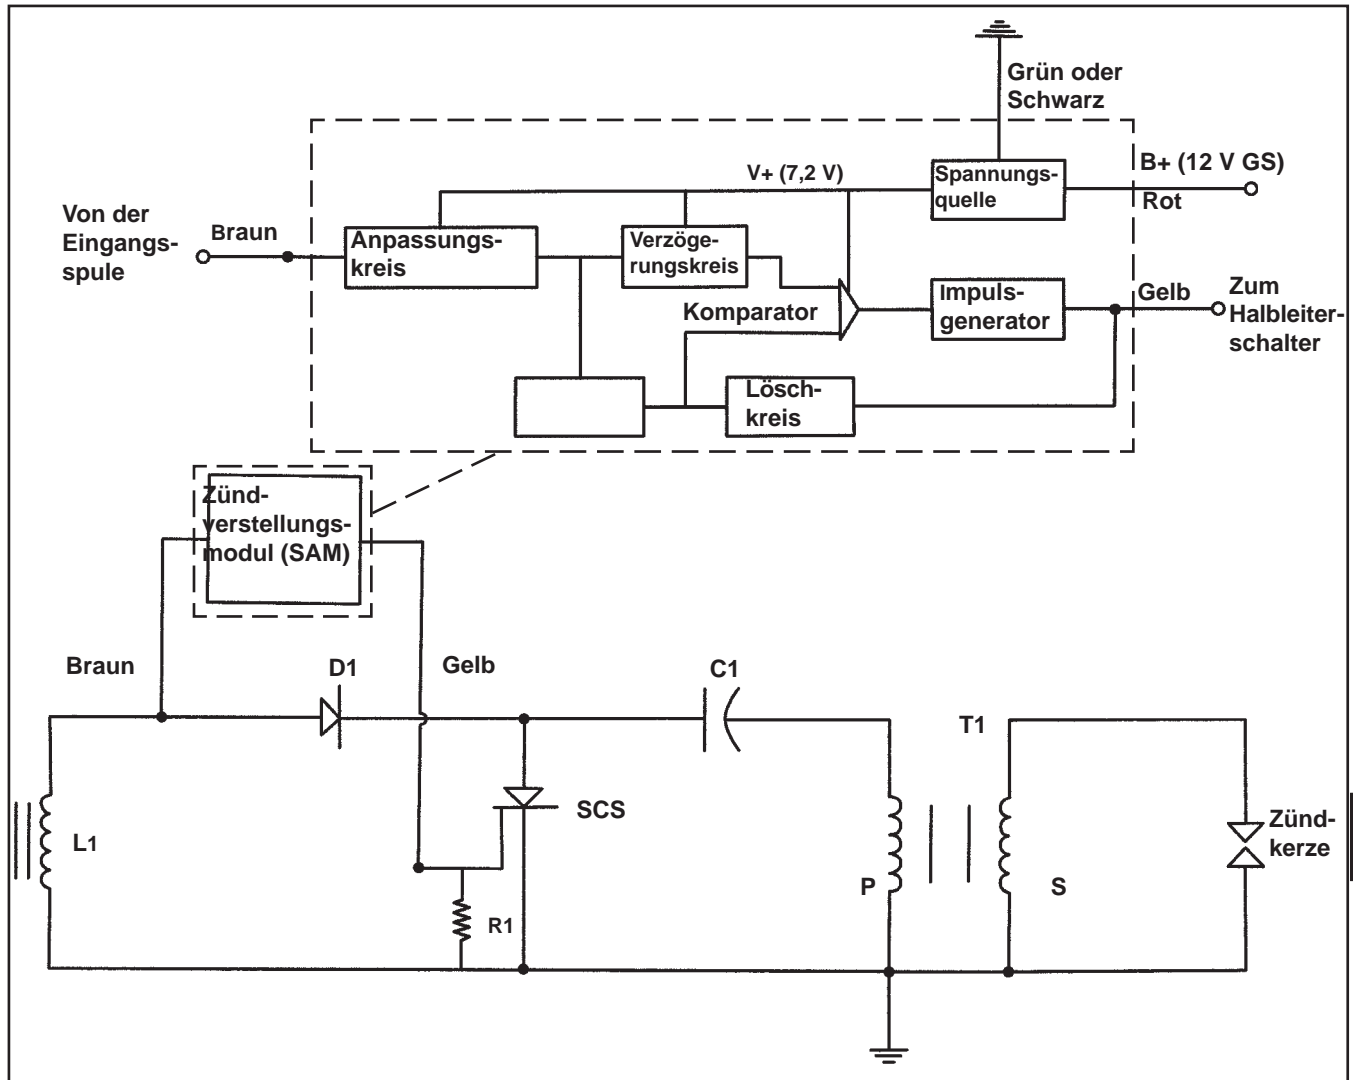 Grün oder
Schwarz
V+ (7,2 V)
Spannungs-
quelle
B+ (12 V GS)
Rot
Von der
Eingangs-
spule
Braun
Anpassungs-
kreis
Verzöge-
rungskreis
Komparator
Impuls-
generator
Gelb
Zum
Halbleiter-
schalter
Lösch-
kreis
Zünd-
verstellungs-
modul (SAM)
Braun
D1
Gelb
C1
T1
SCS
L1
R1
P
S
Zünd-
kerze